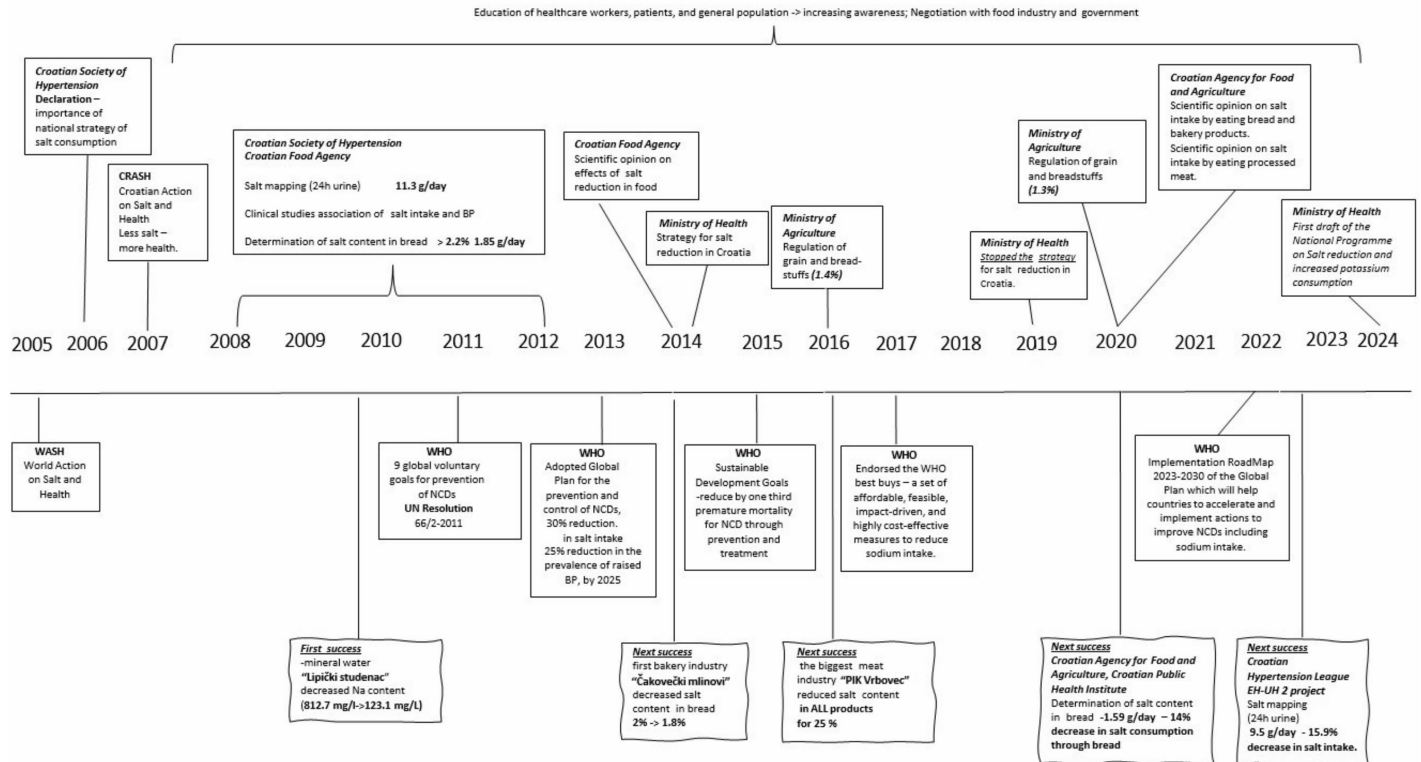 Education of healthcare workers, patients, and general population -> increasing awareness; Negotiation with food industry and government
Croatian Society of
Hypertension
Declaration –
importance of
national strategy of
salt consumption
CRASH
Croatian Action
on Salt and
Health
Less salt –
more health.
Croatian Society of Hypertension
Croatian Food Agency
Salt mapping (24h urine) 11.3 g/day
Clinical studies association of salt intake and BP
Determination of salt content in bread > 2.2% 1.85 g/day
Croatian Food Agency
Scientific opinion on
effects of salt
reduction in food
Ministry of Health
Strategy for salt
reduction in Croatia
Ministry of
Agriculture
Regulation of
grain and bread-
stuffs (1.4%)
Ministry of Health
Stopped the strategy
for salt reduction in
Croatia.
Ministry of
Agriculture
Regulation of grain
and breadstuffs
(1.3%)
Croatian Agency for Food
and Agriculture
Scientific opinion on salt
intake by eating bread and
bakery products.
Scientific opinion on salt
intake by eating processed
meat.
Ministry of Health
First draft of the
National Programme
on Salt reduction and
increased potassium
consumption
2005 2006 2007 2008 2009 2010 2011 2012 2013 2014 2015 2016 2017 2018 2019 2020 2021 2022 2023 2024
WASH
World Action
on Salt and
Health
WHO
9 global voluntary
goals for prevention
of NCDs
UN Resolution
66/2-2011
WHO
Adopted Global
Plan for the
prevention and
control of NCDs,
30% reduction.
in salt intake
25% reduction in the
prevalence of raised
BP, by 2025
WHO
Sustainable
Development Goals
-reduce by one third
premature mortality
for NCD through
prevention and
treatment
WHO
Endorsed the WHO
best buys – a set of
affordable, feasible,
impact-driven, and
highly cost-effective
measures to reduce
sodium intake.
WHO
Implementation RoadMap
2023-2030 of the Global
Plan which will help
countries to accelerate and
implement actions to
improve NCDs including
sodium intake.
First success
-mineral water
"Lipički studenac"
decreased Na content
(812.7 mg/l->123.1 mg/L)
Next success
first bakery industry
"Čakovečki mlinovi"
decreased salt
content in bread
2% -> 1.8%
Next success
the biggest meat
industry "PIK Vrbovec"
reduced salt content
in ALL products
for 25 %
Next success
Croatian Agency for Food and
Agriculture, Croatian Public
Health Institute
Determination of salt content
in bread -1.59 g/day – 14%
decrease in salt consumption
through bread
Next success
Croatian
Hypertension League
EH-UH 2 project
Salt mapping
(24h urine)
9.5 g/day - 15.9%
decrease in salt intake.